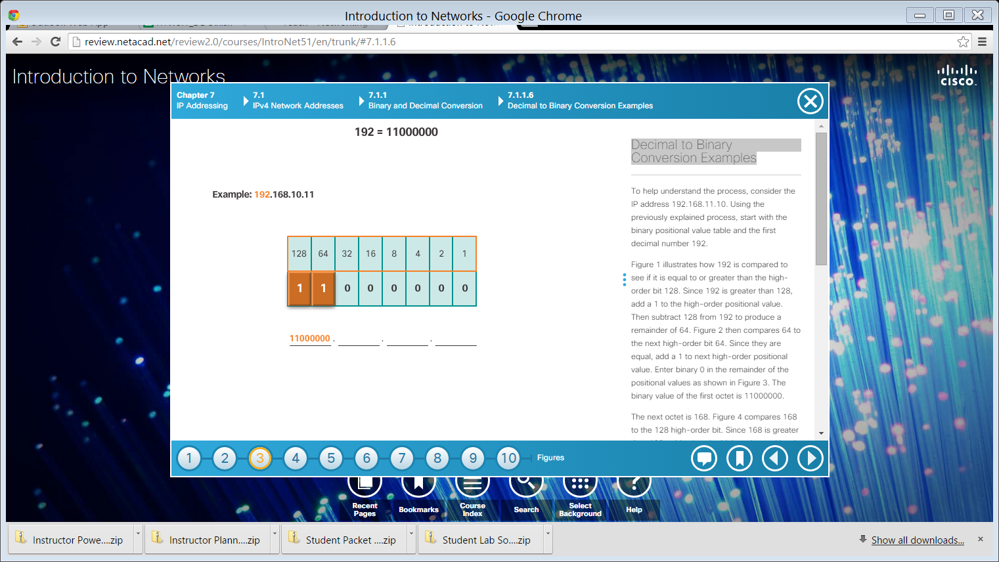 Introduction to Networks - Google Chrome
review.netacad.net/review2.0/courses/IntroNet51/en/trunk/#7.1.1.6
Introduction to Networks
CISCO
Chapter 7
IP Addressing
7.1
IPv4 Network Addresses
7.1.1
Binary and Decimal Conversion
7.1.1.6
Decimal to Binary Conversion Examples
192 = 11000000
Example: 192.168.10.11
128 64 32 16 8 4 2 1
1 1 0 0 0 0 0 0
11000000 . ______ . ______ . ______
Decimal to Binary
Conversion Examples
To help understand the process, consider the
IP address 192.168.11.10. Using the
previously explained process, start with the
binary positional value table and the first
decimal number 192.
Figure 1 illustrates how 192 is compared to
see if it is equal to or greater than the high-
order bit 128. Since 192 is greater than 128,
add a 1 to the high-order positional value.
Then subtract 128 from 192 to produce a
remainder of 64. Figure 2 then compares 64 to
the next high-order bit 64. Since they are
equal, add a 1 to next high-order positional
value. Enter binary 0 in the remainder of the
positional values as shown in Figure 3. The
binary value of the first octet is 11000000.
The next octet is 168. Figure 4 compares 168
to the 128 high-order bit. Since 168 is greater
1 2 3 4 5 6 7 8 9 10 Figures
Recent
Pages
Bookmarks
Course
Index
Search
Select
Background
Help
Instructor Powe....zip
Instructor Plann....zip
Student Packet ....zip
Student Lab So....zip
Show all downloads...